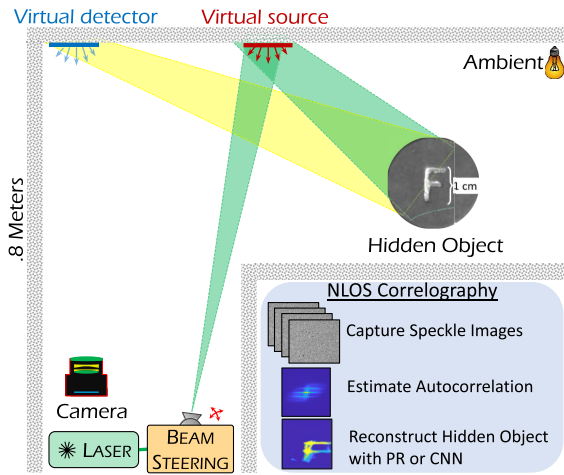 Virtual detector
Virtual source
Ambient
.8 Meters
F
1 cm
Hidden Object
NLOS Correlography
Capture Speckle Images
Estimate Autocorrelation
Reconstruct Hidden Object
with PR or CNN
Camera
LASER
BEAM
STEERING